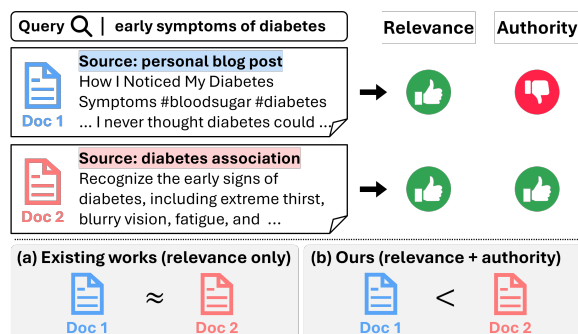 Query | early symptoms of diabetes
Relevance
Authority
Source: personal blog post
How I Noticed My Diabetes
Symptoms #bloodsugar #diabetes
... I never thought diabetes could ...
Doc 1
Source: diabetes association
Recognize the early signs of
diabetes, including extreme thirst,
blurry vision, fatigue, and ...
Doc 2
(a) Existing works (relevance only)
Doc 1 ≈ Doc 2
(b) Ours (relevance + authority)
Doc 1 < Doc 2